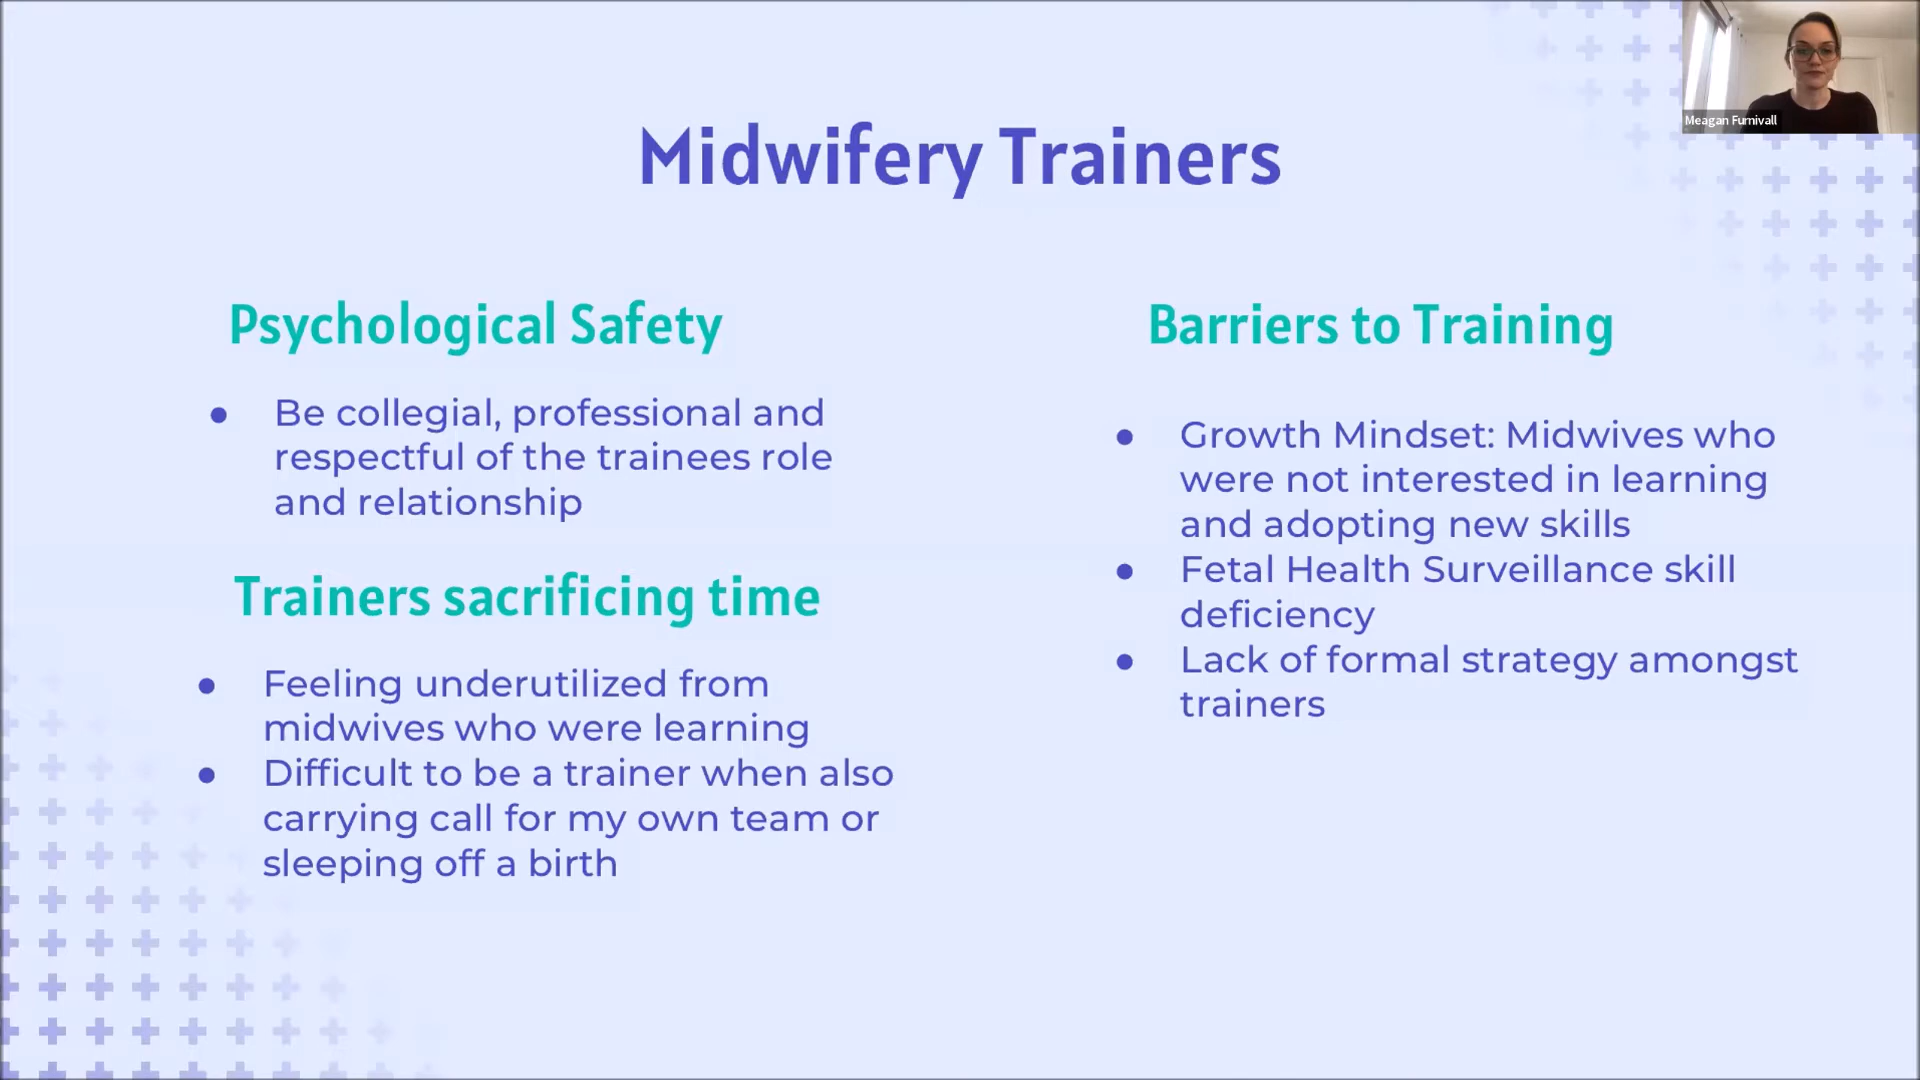 Meagan Furnivall
Midwifery Trainers
Psychological Safety
● Be collegial, professional and
respectful of the trainees role
and relationship
Trainers sacrificing time
● Feeling underutilized from
midwives who were learning
● Difficult to be a trainer when also
carrying call for my own team or
sleeping off a birth
Barriers to Training
● Growth Mindset: Midwives who
were not interested in learning
and adopting new skills
● Fetal Health Surveillance skill
deficiency
● Lack of formal strategy amongst
trainers